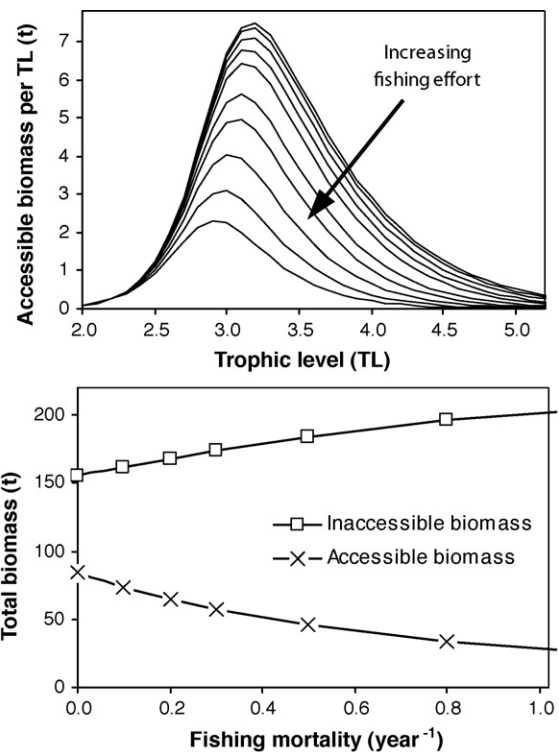 Accessible biomass per TL (t)
7
6
5
4
3
2
1
0
Increasing
fishing effort
2.0 2.5 3.0 3.5 4.0 4.5 5.0
Trophic level (TL)
Total biomass (t)
200
150
100
50
0
Inaccessible biomass
Accessible biomass
0.0 0.2 0.4 0.6 0.8 1.0
Fishing mortality (year⁻¹)